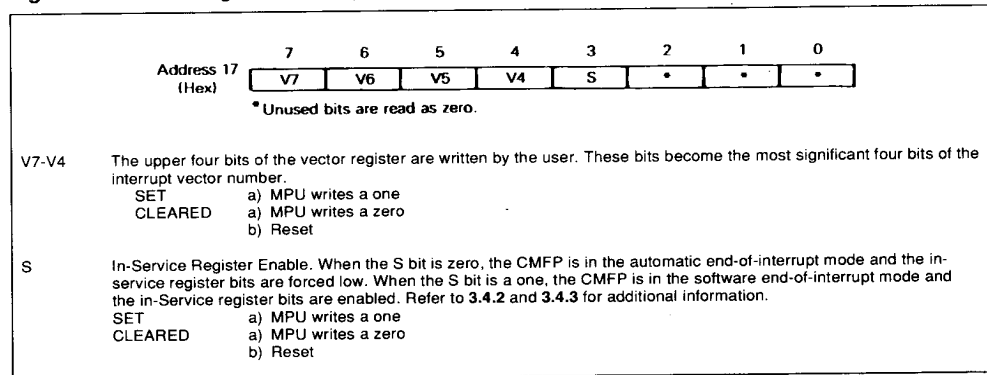 7 6 5 4 3 2 1 0
Address 17 (Hex) V7 V6 V5 V4 S * * *
*Unused bits are read as zero.
V7-V4 The upper four bits of the vector register are written by the user. These bits become the most significant four bits of the
interrupt vector number.
SET a) MPU writes a one
CLEARED a) MPU writes a zero
b) Reset
S In-Service Register Enable. When the S bit is zero, the CMFP is in the automatic end-of-interrupt mode and the in-
service register bits are forced low. When the S bit is a one, the CMFP is in the software end-of-interrupt mode and
the in-Service register bits are enabled. Refer to 3.4.2 and 3.4.3 for additional information.
SET a) MPU writes a one
CLEARED a) MPU writes a zero
b) Reset